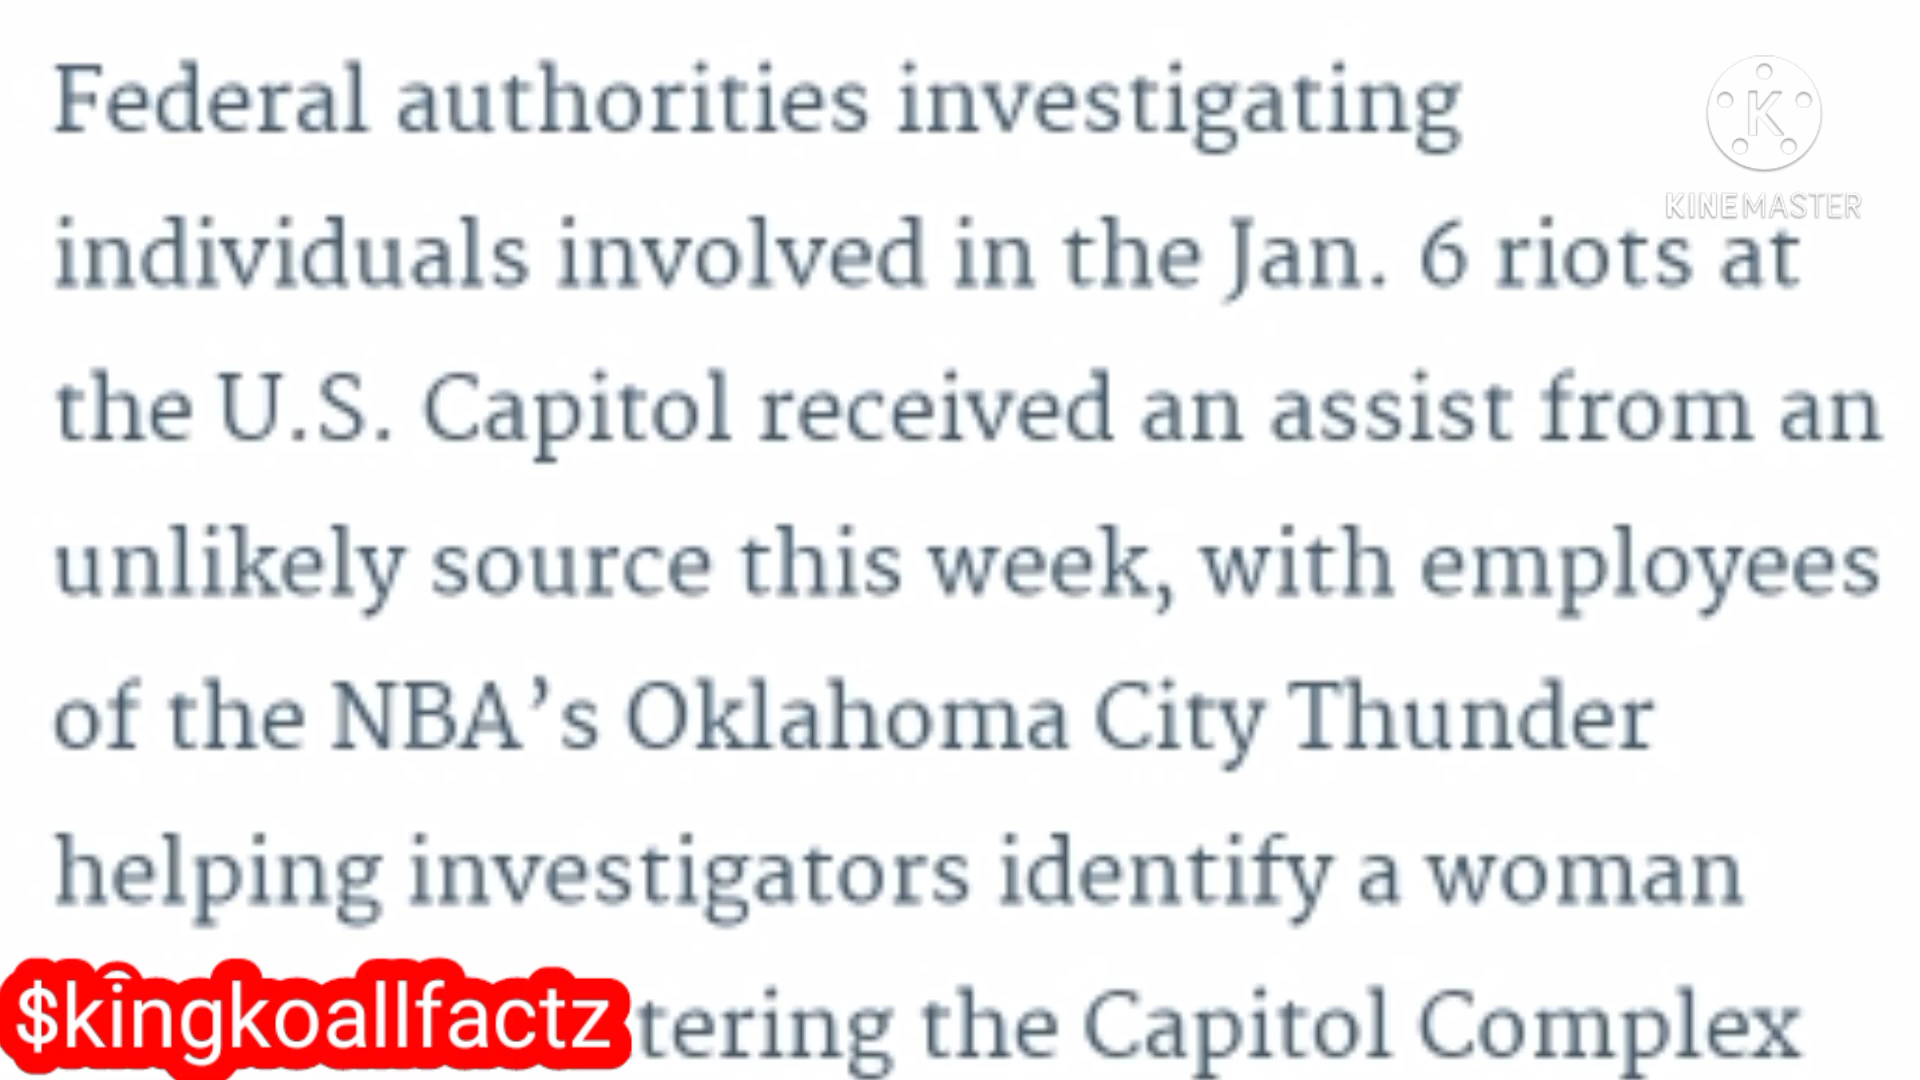 Federal authorities investigating
K
KINEMASTER
individuals involved in the Jan. 6 riots at
the U.S. Capitol received an assist from an
unlikely source this week, with employees
of the NBA’s Oklahoma City Thunder
helping investigators identify a woman
$kingkoallfactz
tering the Capitol Complex